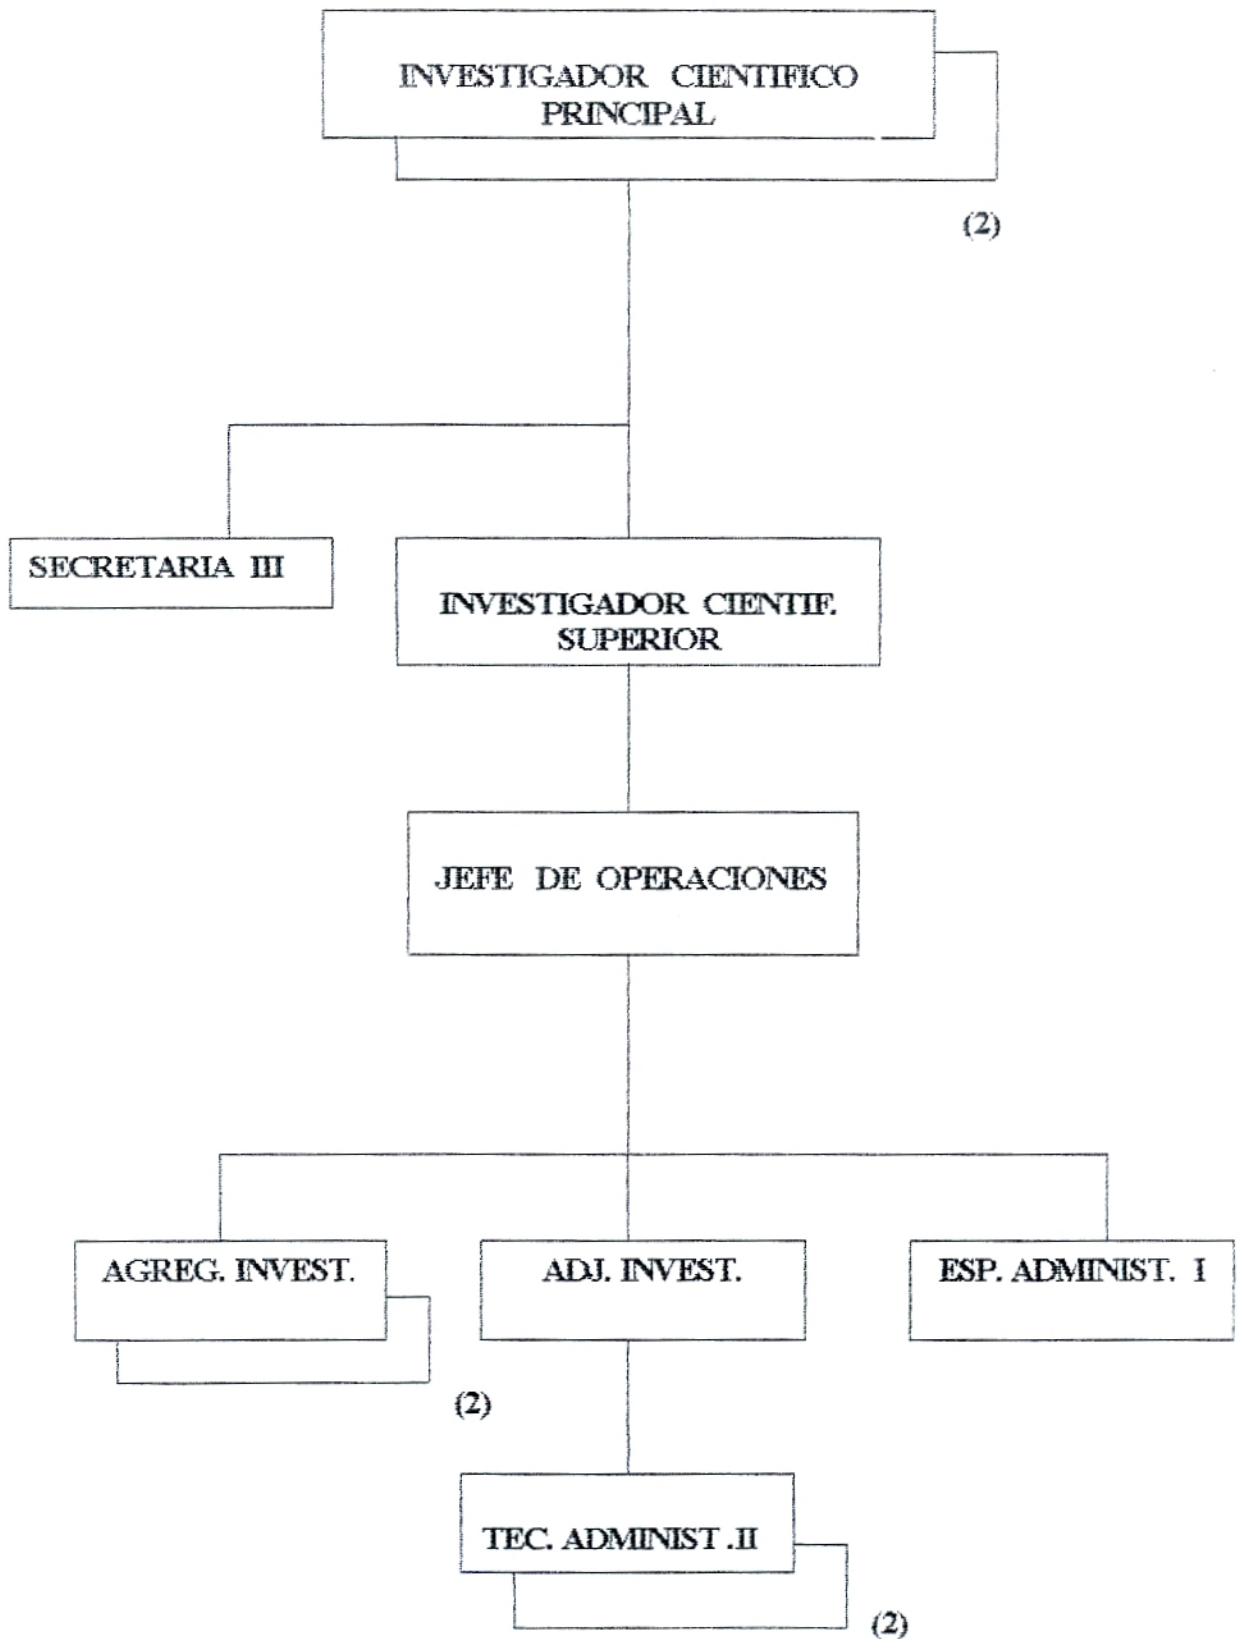 INVESTIGADOR CIENTIFICO
PRINCIPAL
(2)
SECRETARIA III
INVESTIGADOR CIENTIF.
SUPERIOR
JEFE DE OPERACIONES
AGREG. INVEST.
ADJ. INVEST.
ESP. ADMINIST. I
(2)
TEC. ADMINIST .II
(2)